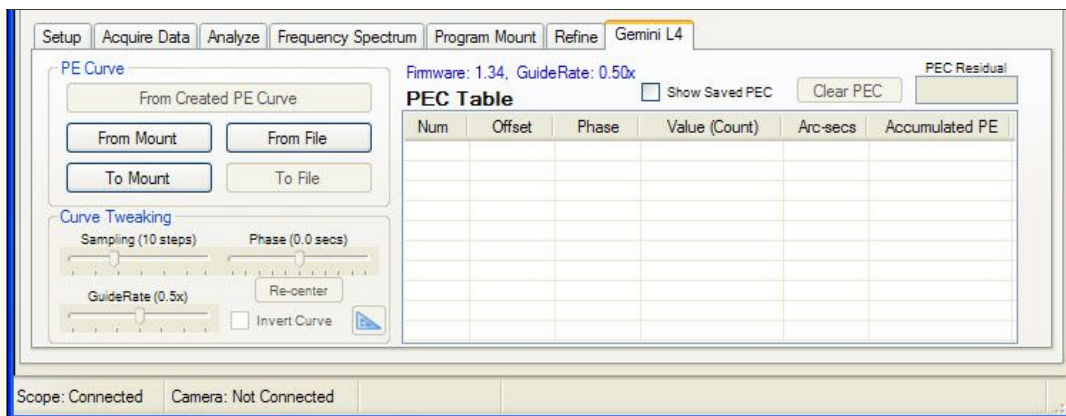 Setup Acquire Data Analyze Frequency Spectrum Program Mount Refine Gemini L4
PE Curve
From Created PE Curve
From Mount From File
To Mount To File
Curve Tweaking
Sampling (10 steps) Phase (0.0 secs)
GuideRate (0.5x) Re-center
Invert Curve
Firmware: 1.34, GuideRate: 0.50x
PEC Table Show Saved PEC Clear PEC PEC Residual
Num Offset Phase Value (Count) Arc-secs Accumulated PE
Scope: Connected Camera: Not Connected